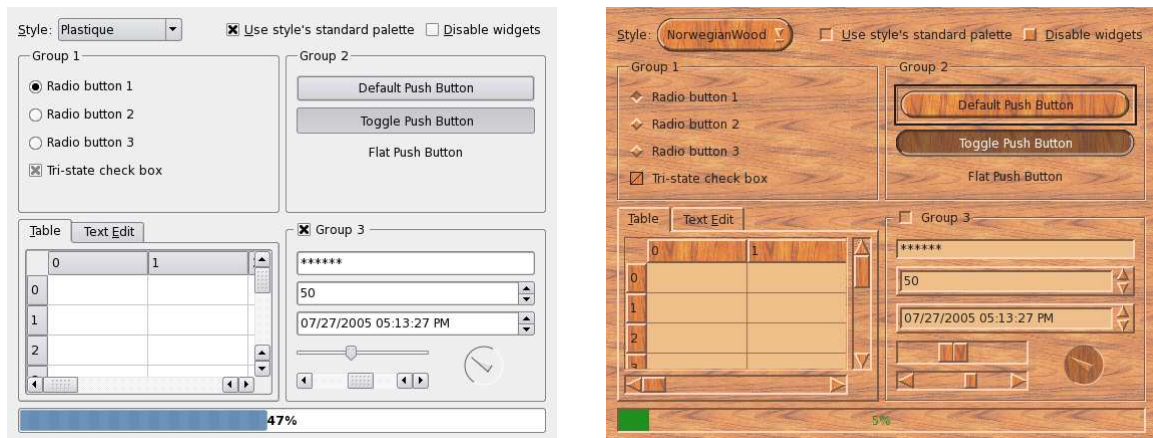 Style: Plastique
Use style's standard palette
Disable widgets
Group 1
Radio button 1
Radio button 2
Radio button 3
Tri-state check box
Group 2
Default Push Button
Toggle Push Button
Flat Push Button
Table
Text Edit
0 1
0
1
2
Group 3
******
50
07/27/2005 05:13:27 PM
47%
Style: NorwegianWood
Use style's standard palette
Disable widgets
Group 1
Radio button 1
Radio button 2
Radio button 3
Tri-state check box
Group 2
Default Push Button
Toggle Push Button
Flat Push Button
Table
Text Edit
0 1
0
1
2
3
Group 3
******
50
07/27/2005 05:13:27 PM
5%